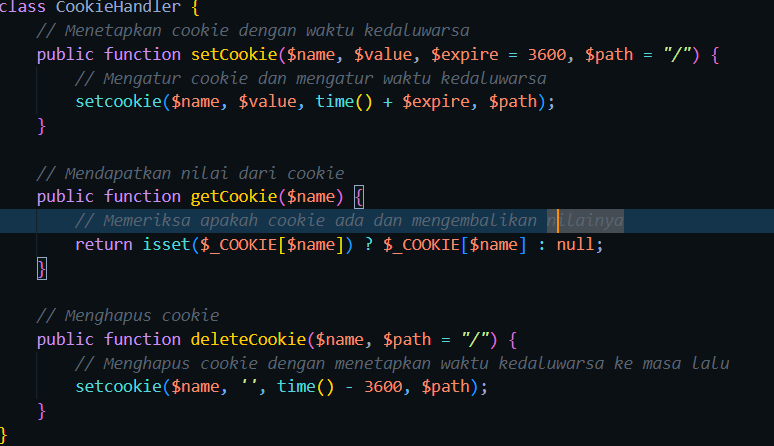 class CookieHandler {
    // Menetapkan cookie dengan waktu kedaluwarsa
    public function setCookie($name, $value, $expire = 3600, $path = "/") {
        // Mengatur cookie dan mengatur waktu kedaluwarsa
        setcookie($name, $value, time() + $expire, $path);
    }

    // Mendapatkan nilai dari cookie
    public function getCookie($name) {
        // Memeriksa apakah cookie ada dan mengembalikan nilainya
        return isset($_COOKIE[$name]) ? $_COOKIE[$name] : null;
    }

    // Menghapus cookie
    public function deleteCookie($name, $path = "/") {
        // Menghapus cookie dengan menetapkan waktu kedaluwarsa ke masa lalu
        setcookie($name, '', time() - 3600, $path);
    }
}